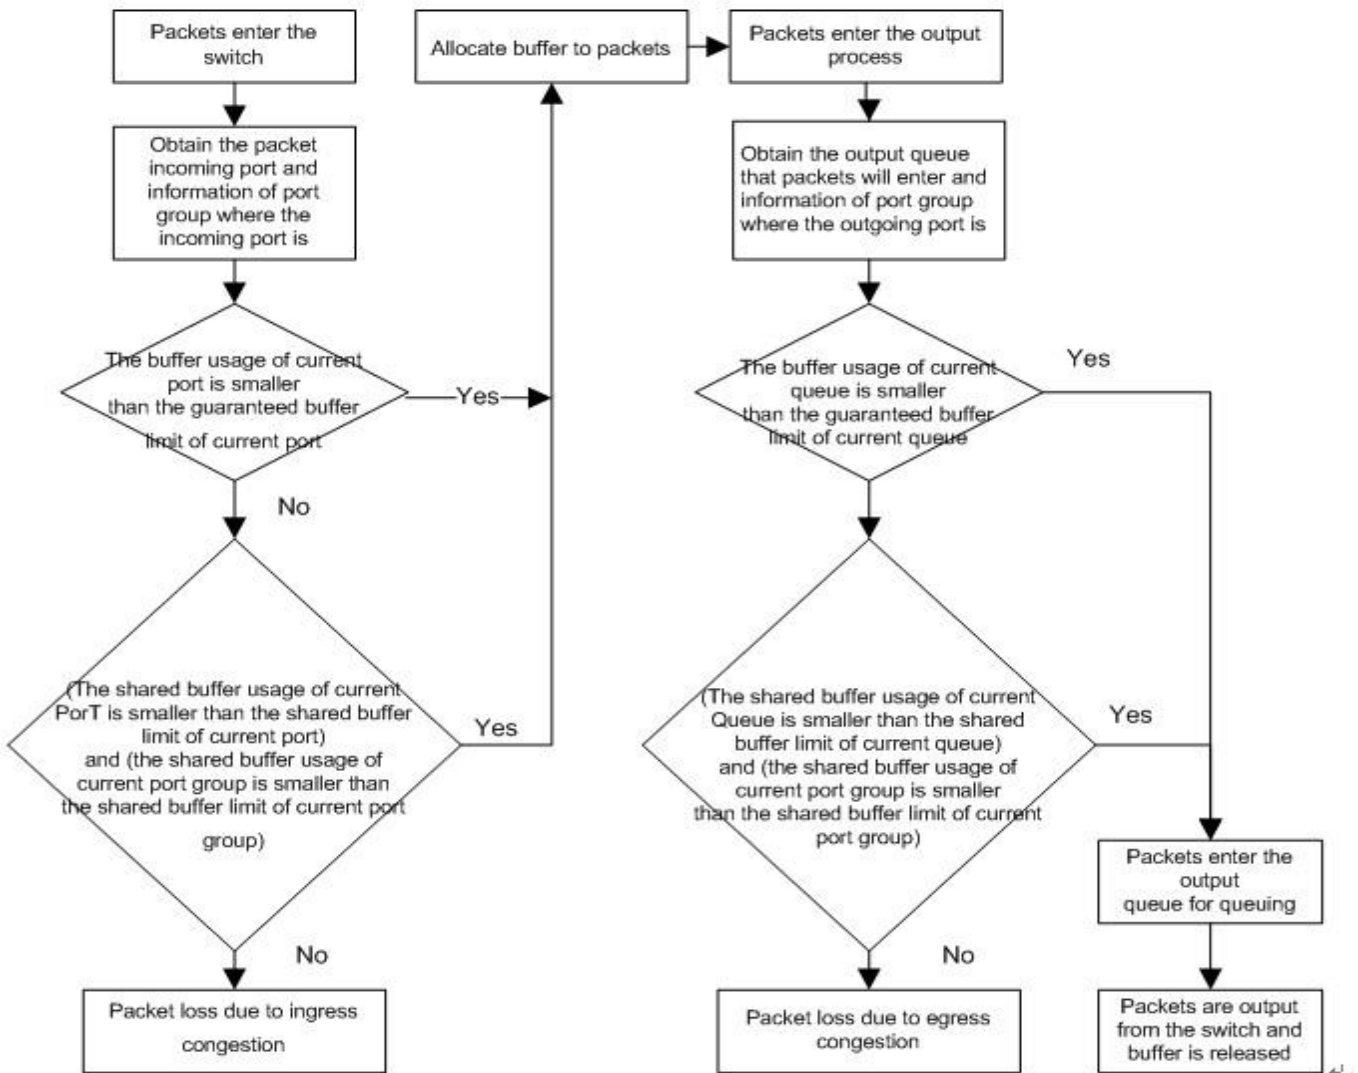 Packets enter the
switch
Obtain the packet
incoming port and
information of port
group where the
incoming port is
The buffer usage of current
port is smaller
than the guaranteed buffer
limit of current port
Yes
No
(The shared buffer usage of current
PorT is smaller than the shared buffer
limit of current port)
and (the shared buffer usage of
current port group is smaller than
the shared buffer limit of current port
group)
Yes
No
Packet loss due to ingress
congestion
Allocate buffer to packets
Packets enter the output
process
Obtain the output queue
that packets will enter and
information of port group
where the outgoing port is
The buffer usage of current
queue is smaller
than the guaranteed buffer
limit of current queue
Yes
(The shared buffer usage of current
Queue is smaller than the shared
buffer limit of current queue)
and (the shared buffer usage of
current port group is smaller
than the shared buffer limit of current
port group)
Yes
No
Packet loss due to egress
congestion
Packets enter the
output
queue for queuing
Packets are output
from the switch and
buffer is released